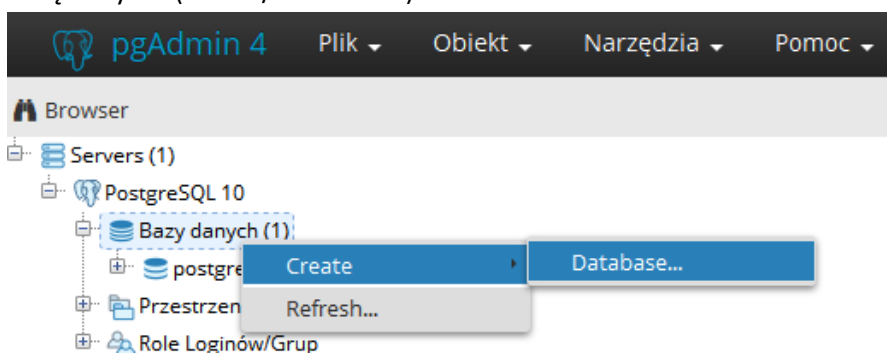 pgAdmin 4 Plik Obiekt Narzędzia Pomoc
Browser
Servers (1)
PostgreSQL 10
Bazy danych (1)
Create
Database...
Refresh...
Role Loginów/Grup